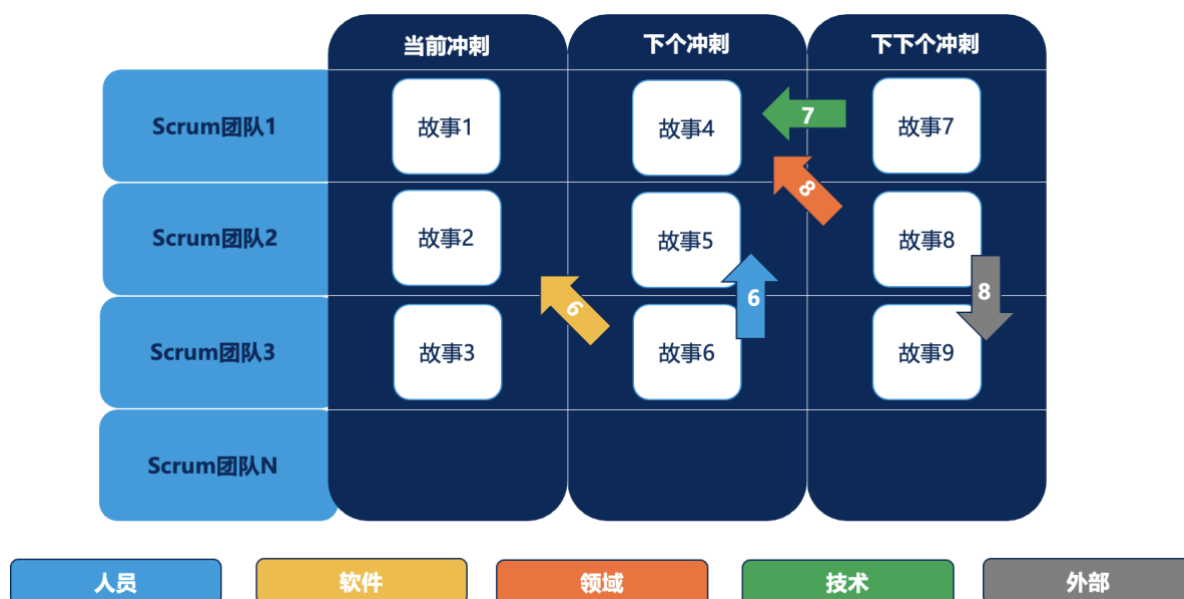 当前冲刺
下个冲刺
下下个冲刺
Scrum团队1
故事1
故事4
7
故事7
8
Scrum团队2
故事2
故事5
故事8
6
6
8
Scrum团队3
故事3
故事6
故事9
Scrum团队N
人员
软件
领域
技术
外部